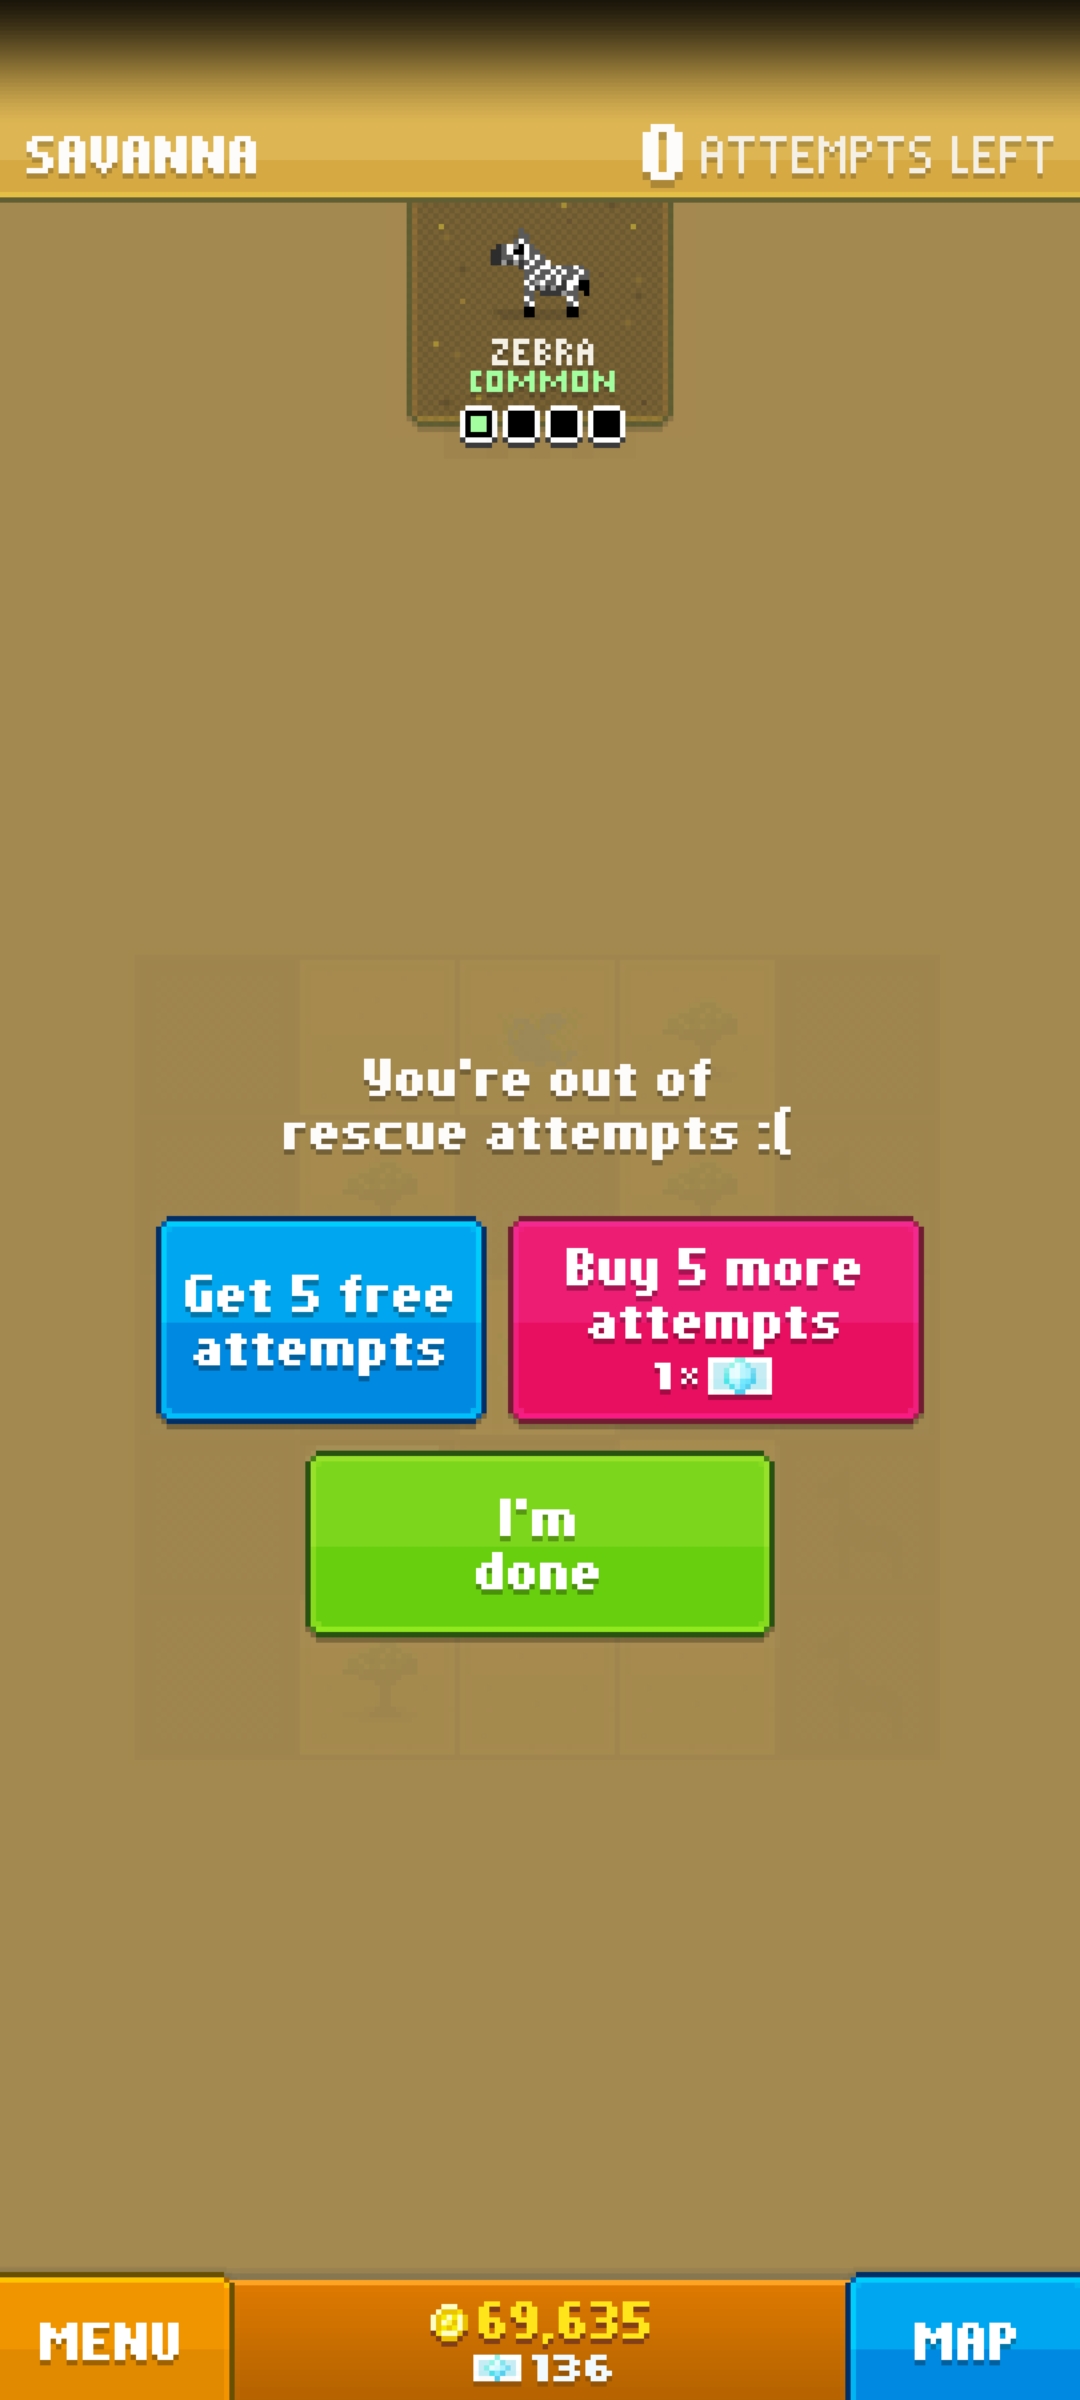 SAVANNA
0 ATTEMPTS LEFT
ZEBRA
COMMON
You're out of
rescue attempts :(
Get 5 free
attempts
Buy 5 more
attempts
1×
I'm
done
MENU
69,635
136
MAP